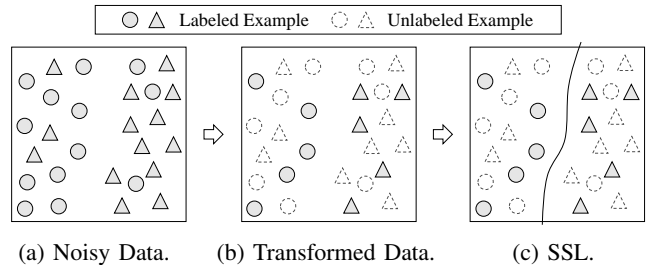 Labeled Example Unlabeled Example
(a) Noisy Data. (b) Transformed Data. (c) SSL.